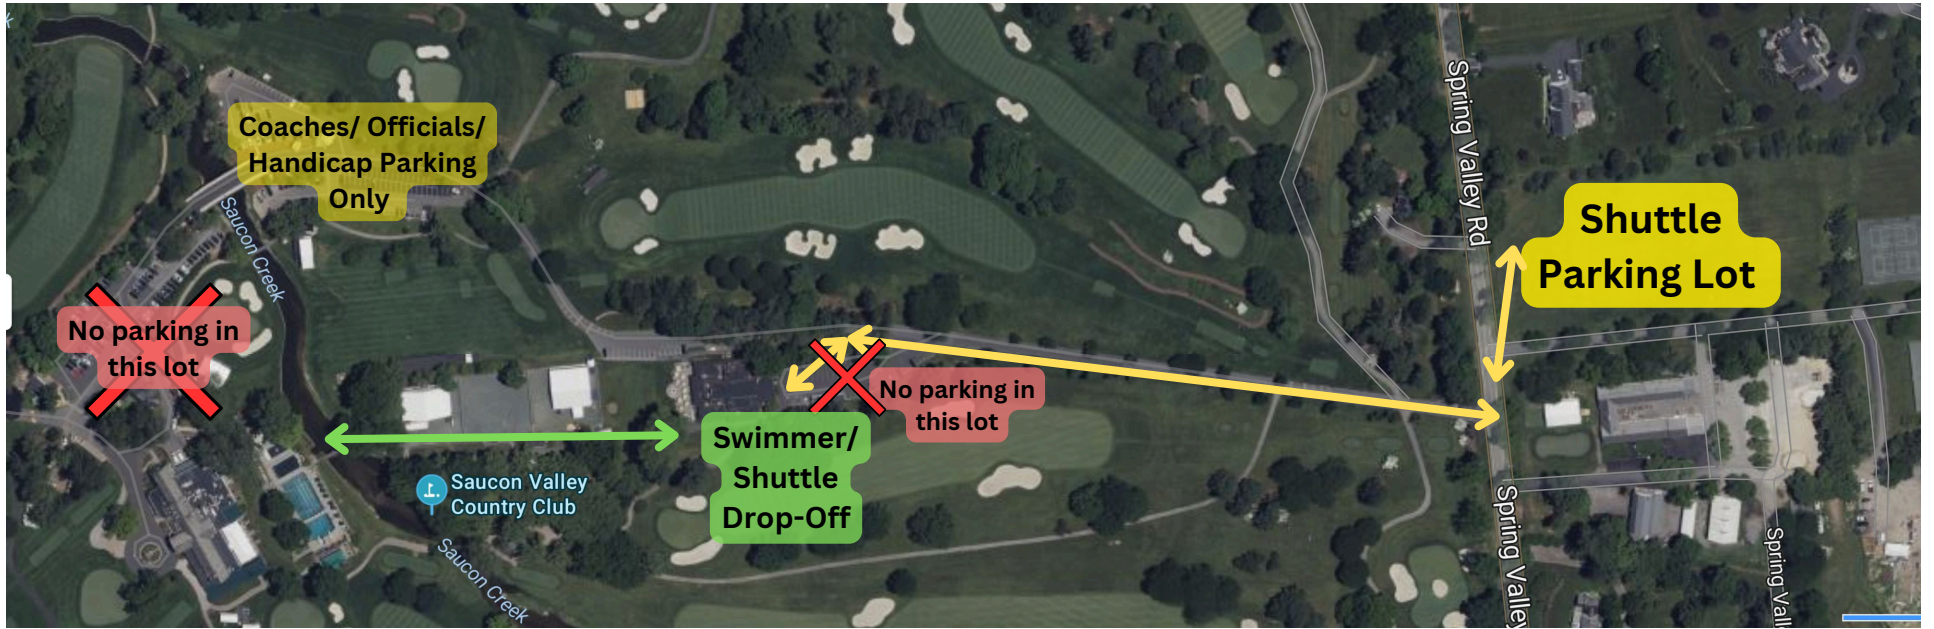 Coaches/ Officials/
Handicap Parking
Only
Spring Valley Rd
Shuttle
Parking Lot
Saucon Creek
No parking in
this lot
No parking in
this lot
Swimmer/
Shuttle
Drop-Off
Saucon Valley
Country Club
Saucon Creek
Spring Valley
Spring Vall